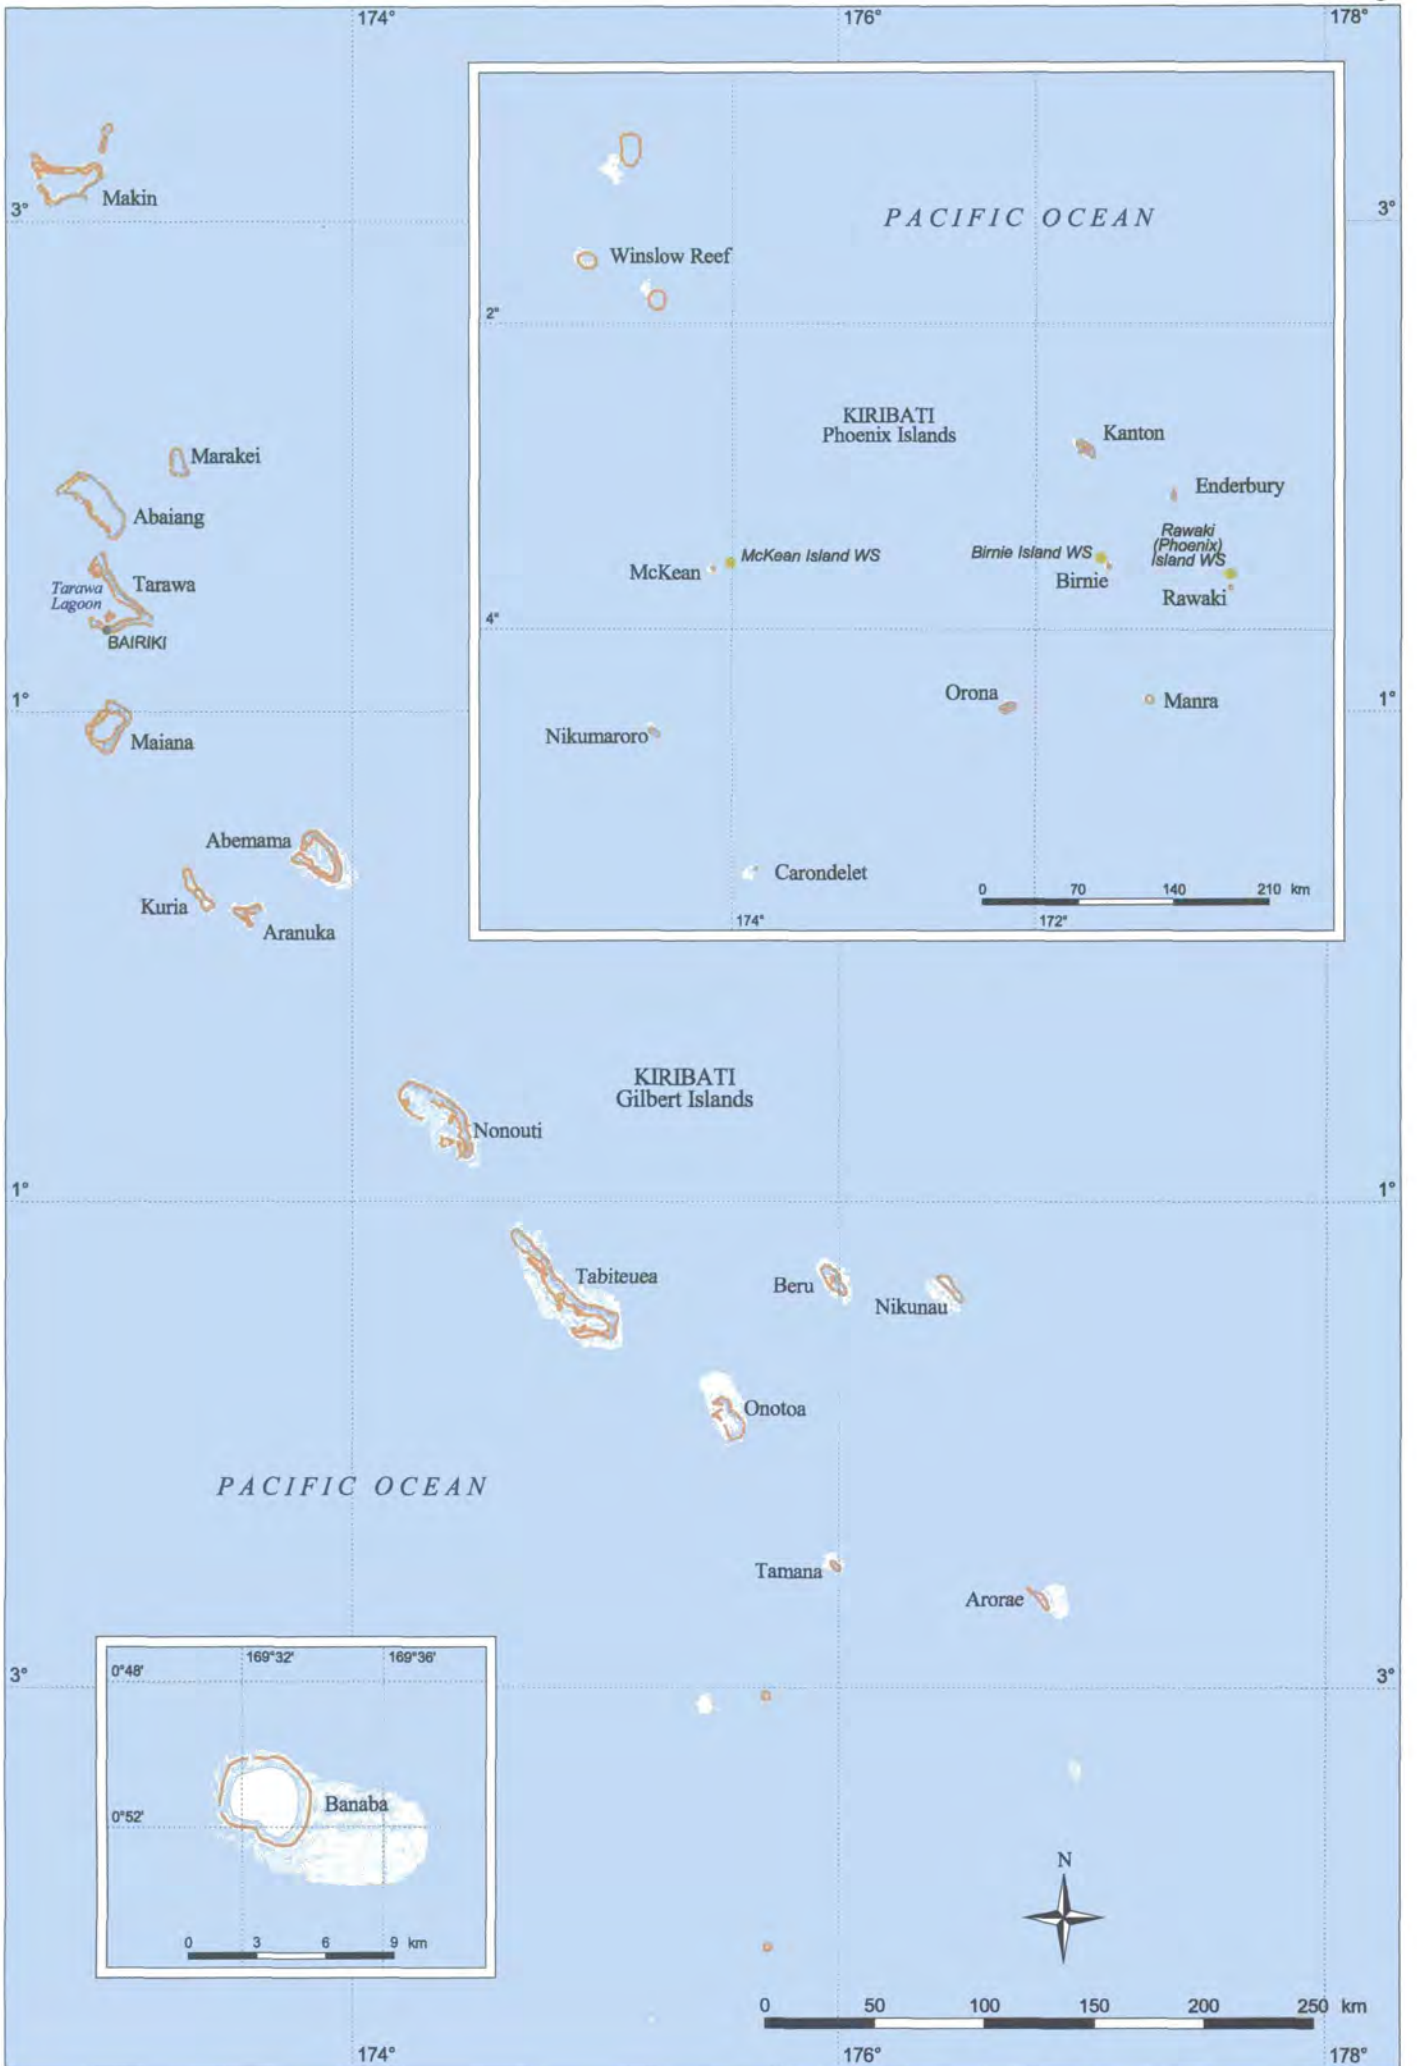 174°
176°
178°
Makin
3°
3°
PACIFIC OCEAN
Winslow Reef
2°
KIRIBATI
Phoenix Islands
Kanton
Enderbury
Marakei
Abaiang
Rawaki
(Phoenix)
Island WS
McKean Island WS
Birnie Island WS
McKean
Birnie
Rawaki
Tarawa
Tarawa
Lagoon
BAIRIKI
4°
1°
1°
Orona
Manra
Nikumaroro
Maiana
Abemama
Carondelet
0 70 140 210 km
174°
172°
Kuria
Aranuka
KIRIBATI
Gilbert Islands
Nonouti
1°
1°
Tabiteuea
Beru
Nikunau
Onotoa
PACIFIC OCEAN
Tamana
Arorae
169°32'
169°36'
0°48'
3°
3°
Banaba
0°52'
N
0 3 6 9 km
0 50 100 150 200 250 km
174°
176°
178°